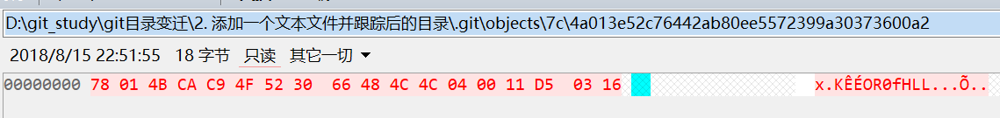 D:\git_study\git目录变迁\2. 添加一个文本文件并跟踪后的目录\.git\objects\7c\4a013e52c76442ab80ee5572399a30373600a2
2018/8/15 22:51:55 18 字节 只读 其它一切
00000000 78 01 4B CA C9 4F 52 30 66 48 4C 4C 04 00 11 D5 03 16 x.KÊÉOR0fHLL...Õ..